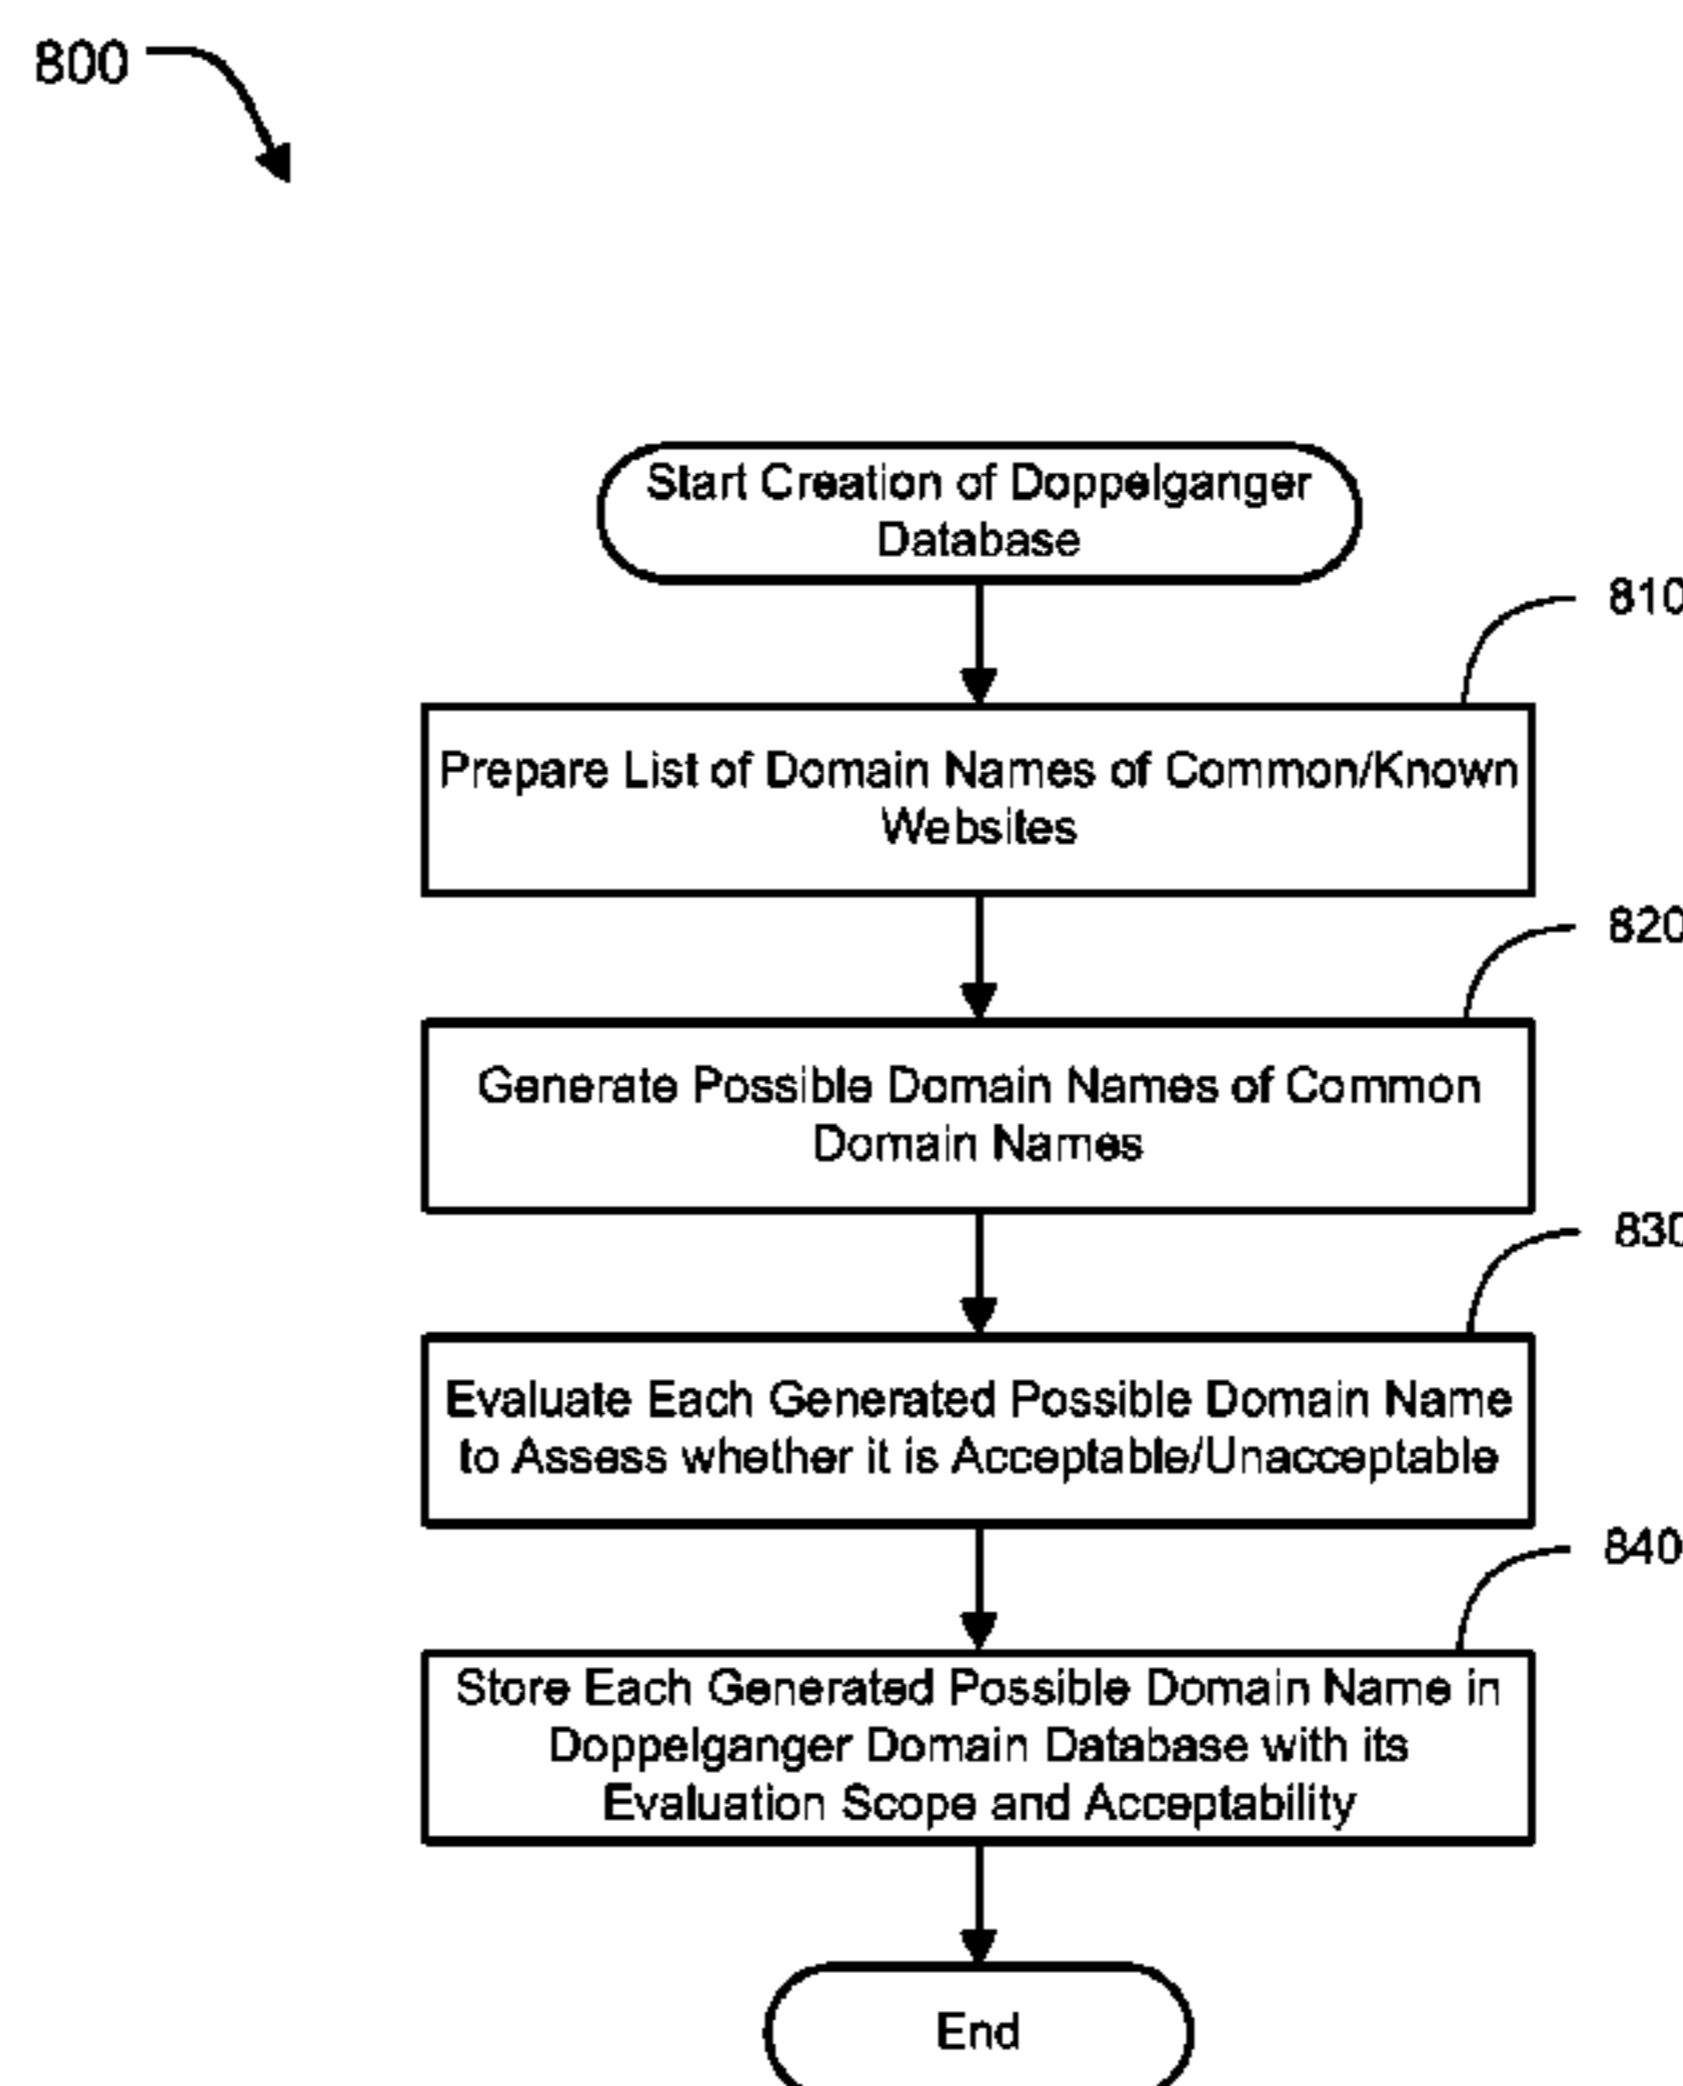 800
Start Creation of Doppelganger
Database
810
Prepare List of Domain Names of Common/Known
Websites
820
Generate Possible Domain Names of Common
Domain Names
830
Evaluate Each Generated Possible Domain Name
to Assess whether it is Acceptable/Unacceptable
840
Store Each Generated Possible Domain Name in
Doppelganger Domain Database with its
Evaluation Scope and Acceptability
End